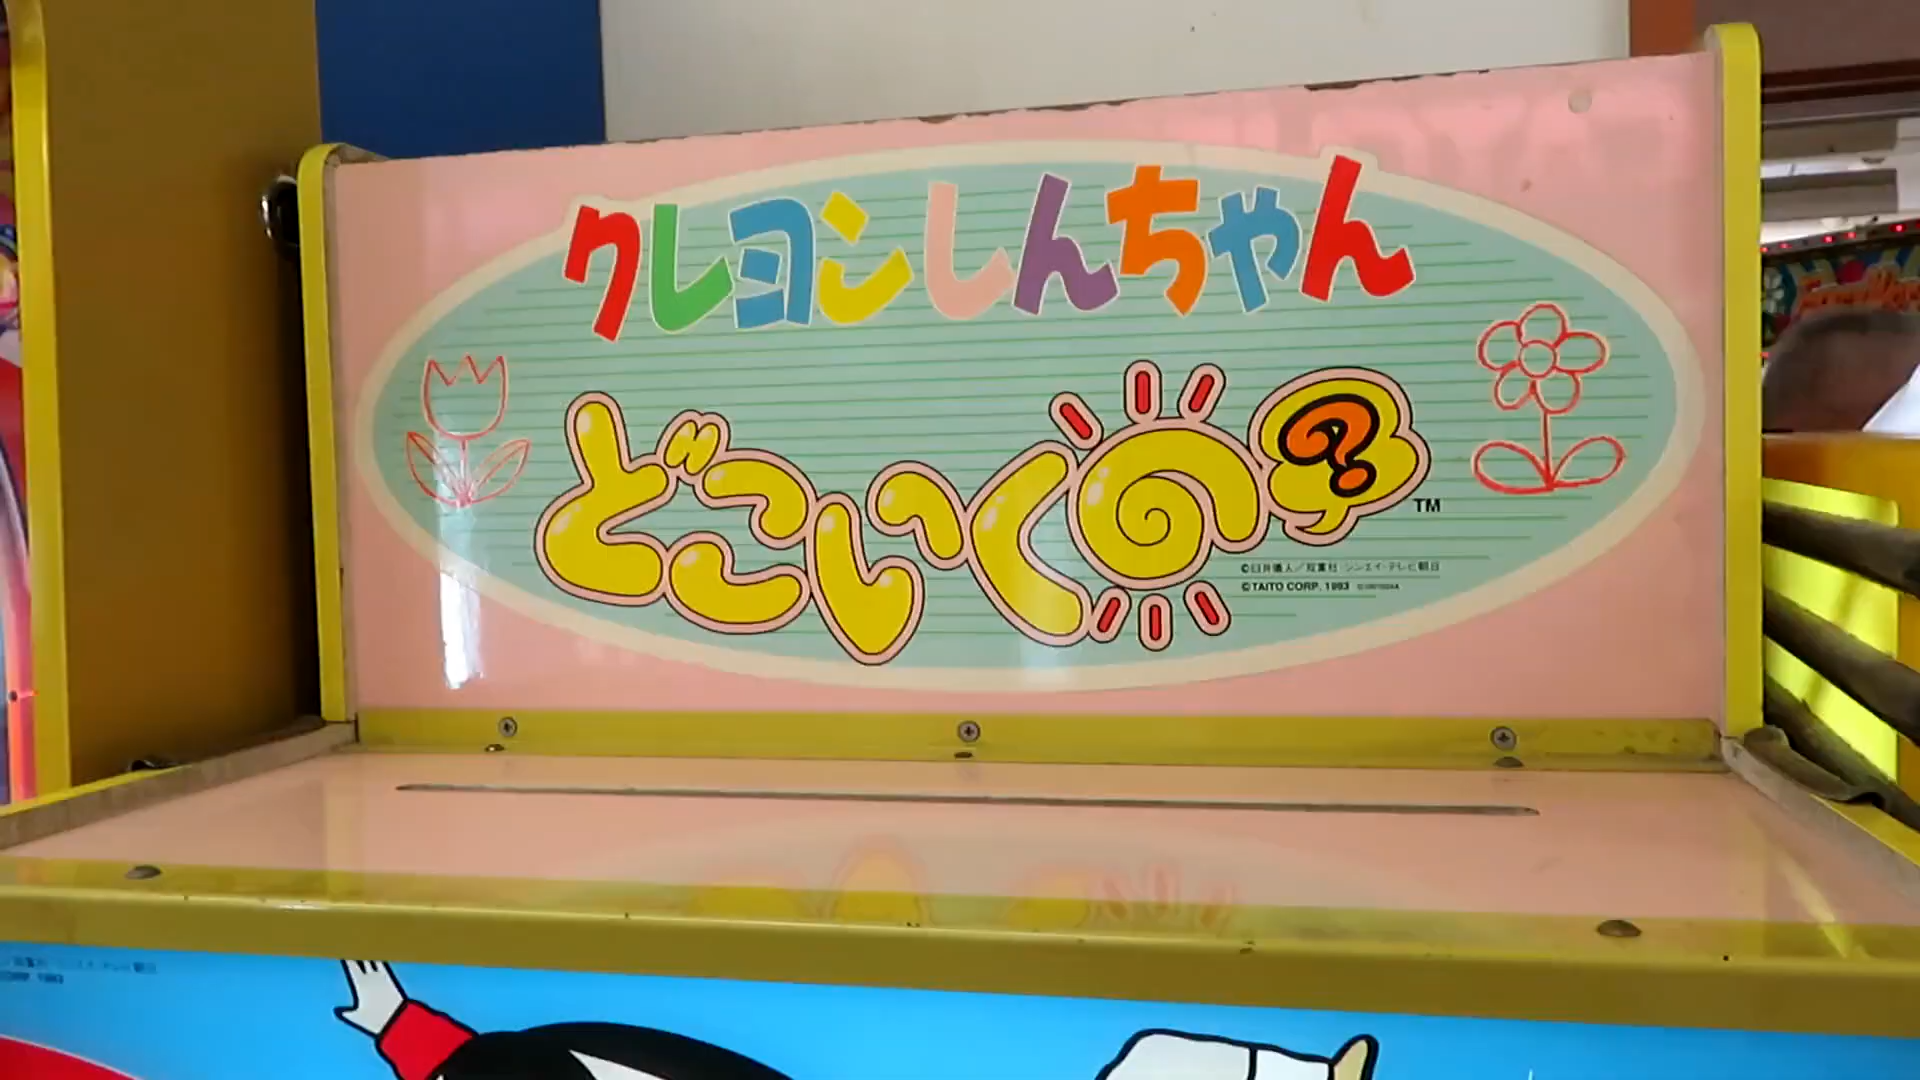 クレヨンしんちゃん
どこいくの?
TM
©臼井儀人/双葉社・シンエイ・テレビ朝日
©TAITO CORP. 1993